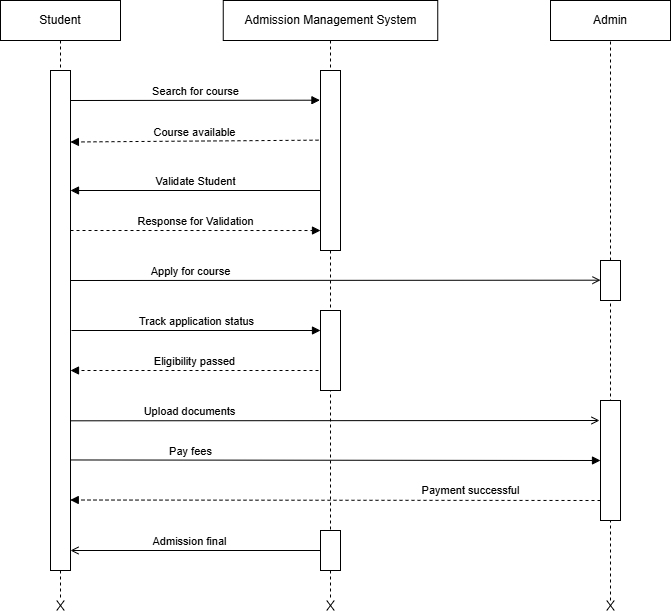 Student
Admission Management System
Admin
Search for course
Course available
Validate Student
Response for Validation
Apply for course
Track application status
Eligibility passed
Upload documents
Pay fees
Payment successful
Admission final
X
X
X